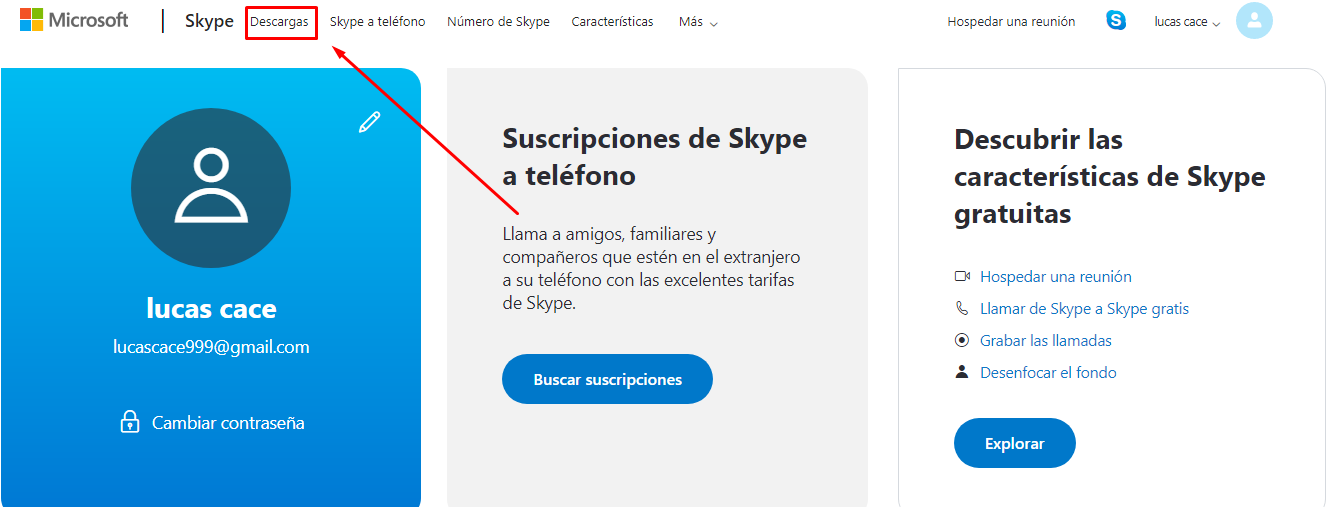 Microsoft Skype Descargas Skype a teléfono Número de Skype Características Más Hospedar una reunión lucas cace
lucas cace
lucascace999@gmail.com
Cambiar contraseña
Suscripciones de Skype
a teléfono
Llama a amigos, familiares y
compañeros que estén en el extranjero
a su teléfono con las excelentes tarifas
de Skype.
Buscar suscripciones
Descubrir las
características de Skype
gratuitas
Hospedar una reunión
Llamar de Skype a Skype gratis
Grabar las llamadas
Desenfocar el fondo
Explorar